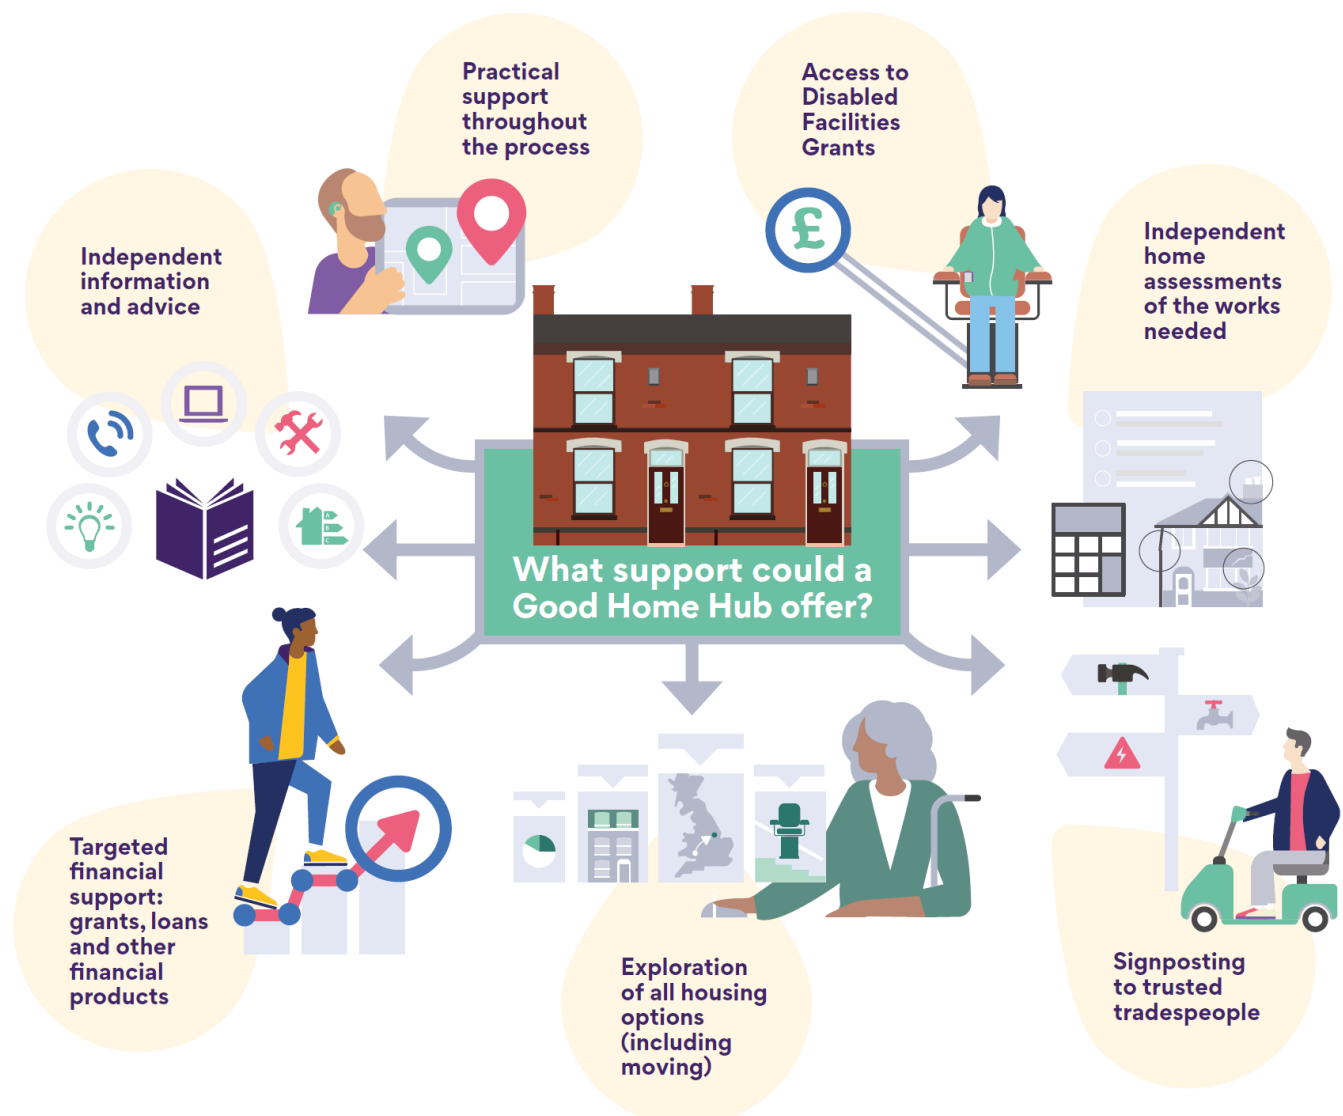 Practical
support
throughout
the process
Access to
Disabled
Facilities
Grants
Independent
information
and advice
Independent
home
assessments
of the works
needed
£
A
B
C
What support could a
Good Home Hub offer?
Targeted
financial
support:
grants, loans
and other
financial
products
Exploration
of all housing
options
(including
moving)
Signposting
to trusted
tradespeople